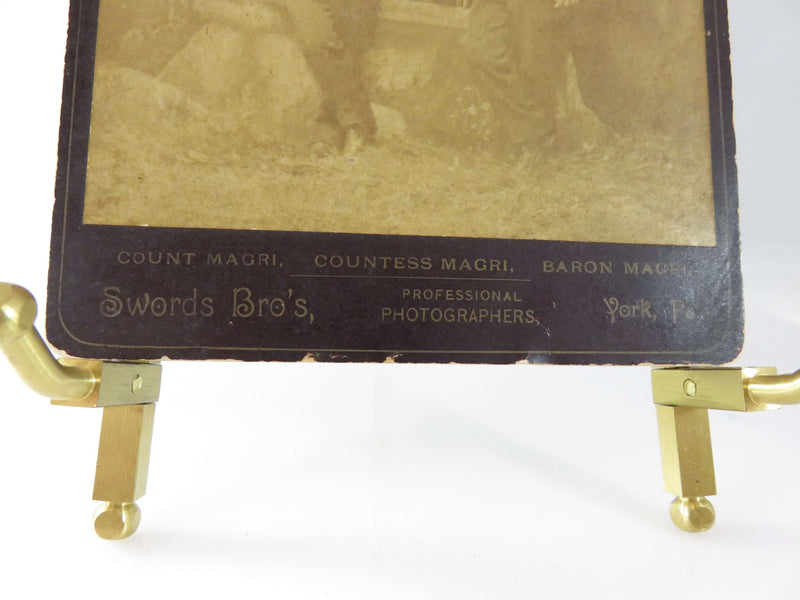 COUNT MAGRI, COUNTESS MAGRI, BARON MAGRI,
Swords Bro's, PROFESSIONAL PHOTOGRAPHERS, York, Pa.